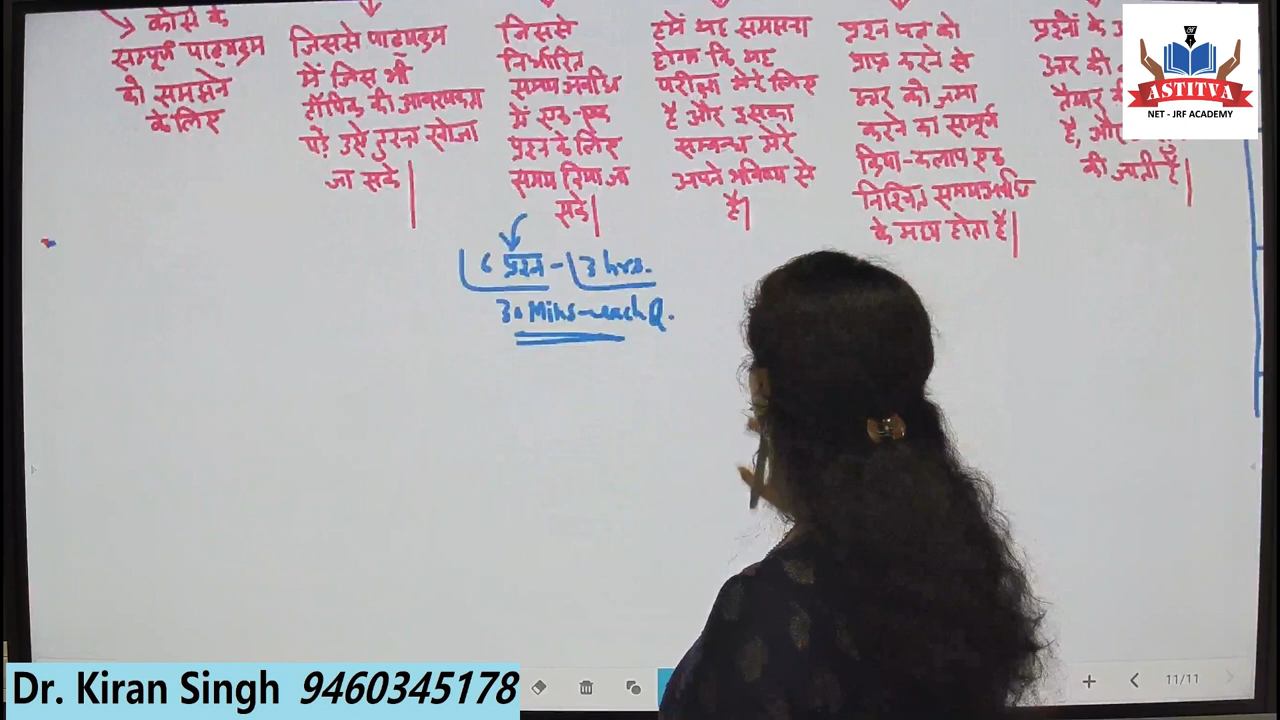 कोर्स के
सम्पूर्ण पाठ्यक्रम
को समझने
के लिए
जिससे पाठ्यक्रम
में जिस भी
टॉपिक की आवश्यकता
पड़े उसे तुरन्त खोजा
जा सके|
जिससे
निर्धारित
समय अवधि
में एक-एक
प्रश्न के लिए
समय दिया जा
सके|
हमें यह समझना
होगा कि यह
परीक्षा मेरे लिए
है और इसका
सम्बन्ध मेरे
अपने भविष्य से
है|
प्रश्न पत्र को
प्राप्त करने से
उत्तर को जमा
करने का सम्पूर्ण
क्रिया-कलाप एक
निश्चित समयअवधि
के मध्य होता है|
प्रश्नों के
उत्तर की
तैयार
है, और
की जाती है|
6 प्रश्न - 3 hrs.
30 Mins - each Q.
ASTITVA
NET - JRF ACADEMY
Dr. Kiran Singh 9460345178
11/11